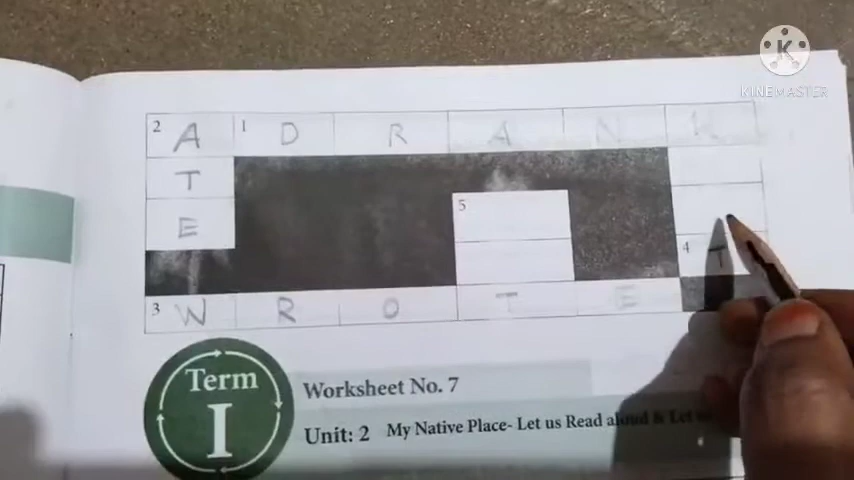 KINEMASTER
2 A 1 D R A N K
T
E 5
4 T
3 W R O T E
Term I
Worksheet No. 7
Unit: 2 My Native Place- Let us Read aloud & Let